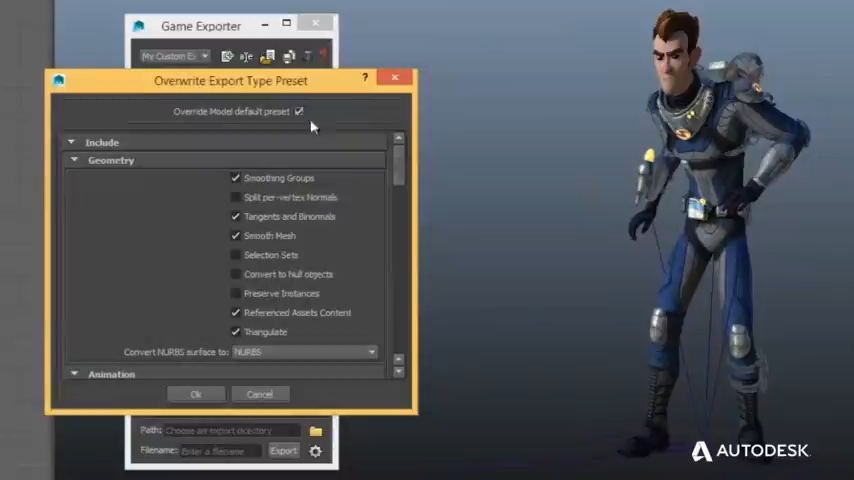 Game Exporter
My Custom E
Overwrite Export Type Preset
?
Override Model default preset
Include
Geometry
Smoothing Groups
Split per-vertex Normals
Tangents and Binormals
Smooth Mesh
Selection Sets
Convert to Null objects
Preserve Instances
Referenced Assets Content
Triangulate
Convert NURBS surface to: NURBS
Animation
Ok Cancel
Path: Choose an export directory
Filename: Enter a filename Export
AUTODESK